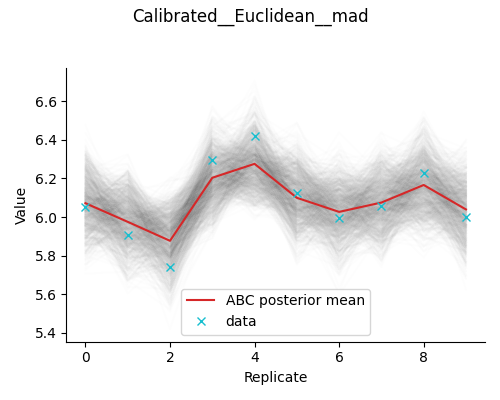 Calibrated__Euclidean__mad
6.6
6.4
6.2
6.0
5.8
5.6
5.4
Value
ABC posterior mean
data
0
2
4
6
8
Replicate